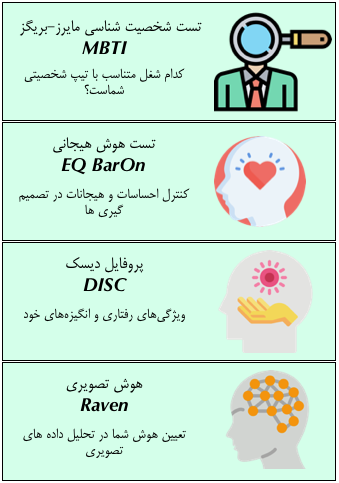 تست شخصیت شناسی مایرز-بریگز
MBTI
کدام شغل متناسب با تیپ شخصیتی
شماست؟
تست هوش هیجانی
EQ BarOn
کنترل احساسات و هیجانات در تصمیم
گیری ها
پروفایل دیسک
DISC
ویژگی‌های رفتاری و انگیزه‌های خود
هوش تصویری
Raven
تعیین هوش شما در تحلیل داده های
تصویری